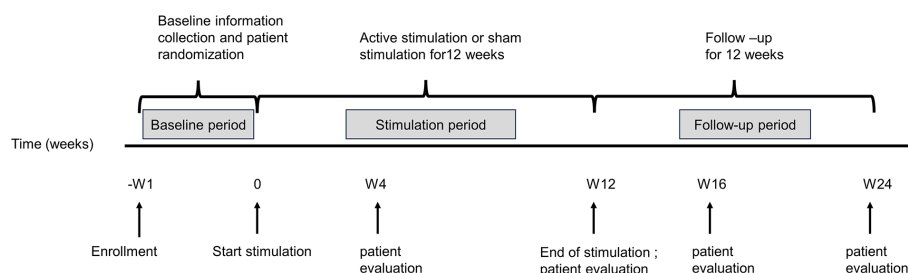 Baseline information
collection and patient
randomization
Active stimulation or sham
stimulation for12 weeks
Follow –up
for 12 weeks
Baseline period
Stimulation period
Follow-up period
Time (weeks)
-W1
0
W4
W12
W16
W24
Enrollment
Start stimulation
patient
evaluation
End of stimulation ;
patient evaluation
patient
evaluation
patient
evaluation